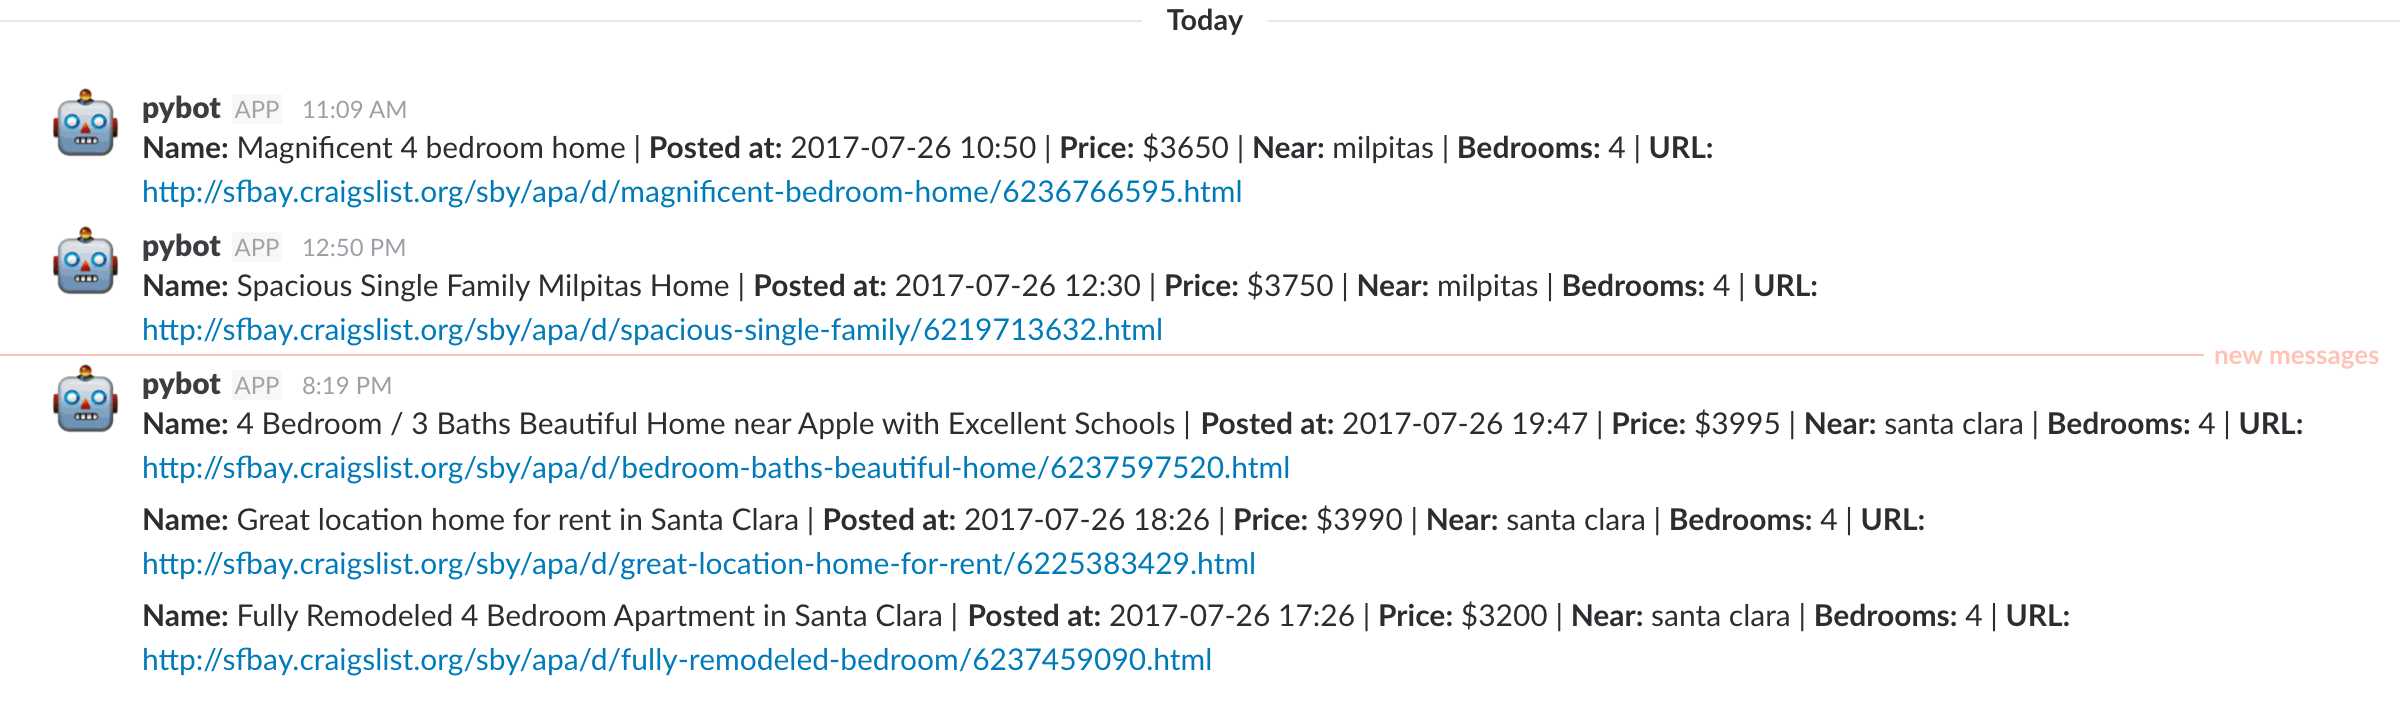 Today
pybot APP 11:09 AM
Name: Magnificent 4 bedroom home | Posted at: 2017-07-26 10:50 | Price: $3650 | Near: milpitas | Bedrooms: 4 | URL:
http://sfbay.craigslist.org/sby/apa/d/magnificent-bedroom-home/6236766595.html
pybot APP 12:50 PM
Name: Spacious Single Family Milpitas Home | Posted at: 2017-07-26 12:30 | Price: $3750 | Near: milpitas | Bedrooms: 4 | URL:
http://sfbay.craigslist.org/sby/apa/d/spacious-single-family/6219713632.html
new messages
pybot APP 8:19 PM
Name: 4 Bedroom / 3 Baths Beautiful Home near Apple with Excellent Schools | Posted at: 2017-07-26 19:47 | Price: $3995 | Near: santa clara | Bedrooms: 4 | URL:
http://sfbay.craigslist.org/sby/apa/d/bedroom-baths-beautiful-home/6237597520.html
Name: Great location home for rent in Santa Clara | Posted at: 2017-07-26 18:26 | Price: $3990 | Near: santa clara | Bedrooms: 4 | URL:
http://sfbay.craigslist.org/sby/apa/d/great-location-home-for-rent/6225383429.html
Name: Fully Remodeled 4 Bedroom Apartment in Santa Clara | Posted at: 2017-07-26 17:26 | Price: $3200 | Near: santa clara | Bedrooms: 4 | URL:
http://sfbay.craigslist.org/sby/apa/d/fully-remodeled-bedroom/6237459090.html